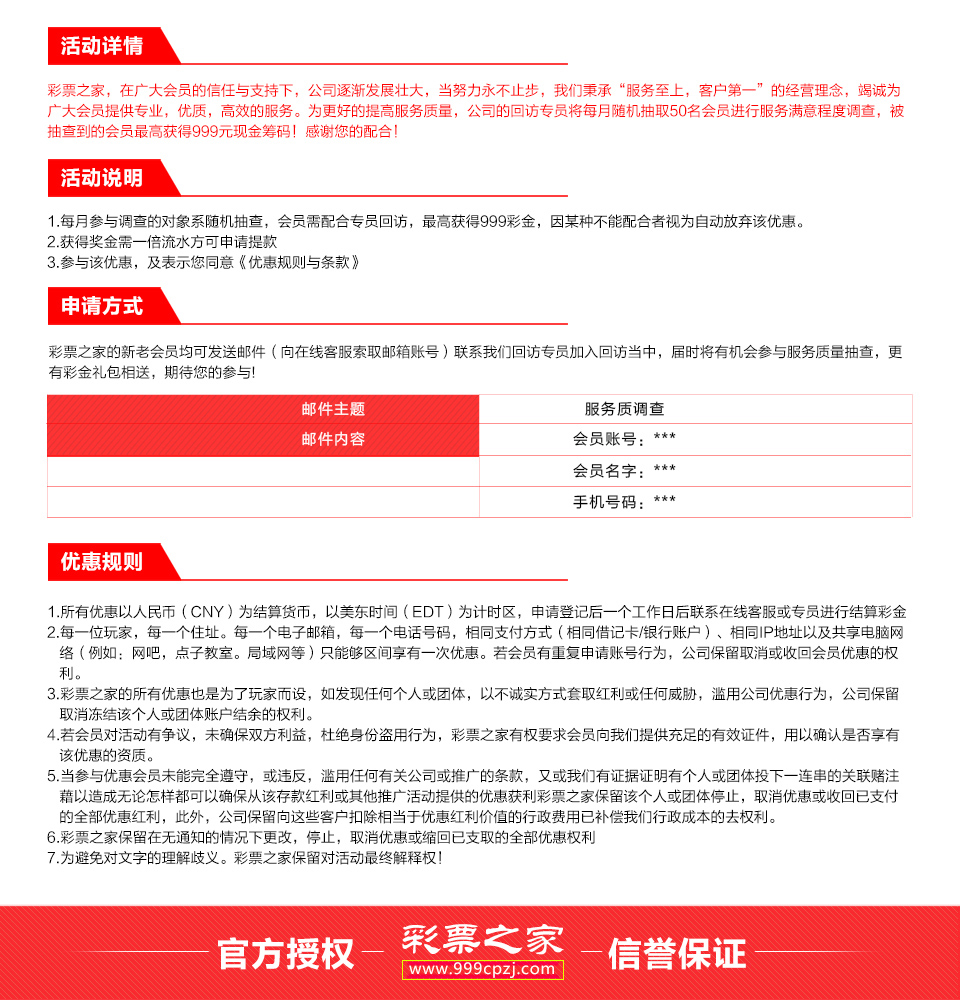 活动详情
彩票之家，在广大会员的信任与支持下，公司逐渐发展壮大，当努力永不止步，我们秉承“服务至上，客户第一”的经营理念，竭诚为
广大会员提供专业，优质，高效的服务。为更好的提高服务质量，公司的回访专员将每月随机抽取50名会员进行服务满意程度调查，被
抽查到的会员最高获得999元现金筹码！感谢您的配合！
活动说明
1.每月参与调查的对象系随机抽查，会员需配合专员回访，最高获得999彩金，因某种不能配合者视为自动放弃该优惠。
2.获得奖金需一倍流水方可申请提款
3.参与该优惠，及表示您同意《优惠规则与条款》
申请方式
彩票之家的新老会员均可发送邮件（向在线客服索取邮箱账号）联系我们回访专员加入回访当中，届时将有机会参与服务质量抽查，更
有彩金礼包相送，期待您的参与!
邮件主题 服务质调查
邮件内容 会员账号：***
会员名字：***
手机号码：***
优惠规则
1.所有优惠以人民币（CNY）为结算货币，以美东时间（EDT）为计时区，申请登记后一个工作日后联系在线客服或专员进行结算彩金
2.每一位玩家，每一个住址。每一个电子邮箱，每一个电话号码，相同支付方式（相同借记卡/银行账户）、相同IP地址以及共享电脑网
络（例如：网吧，点子教室。局域网等）只能够区间享有一次优惠。若会员有重复申请账号行为，公司保留取消或收回会员优惠的权
利。
3.彩票之家的所有优惠也是为了玩家而设，如发现任何个人或团体，以不诚实方式套取红利或任何威胁，滥用公司优惠行为，公司保留
取消冻结该个人或团体账户结余的权利。
4.若会员对活动有争议，未确保双方利益，杜绝身份盗用行为，彩票之家有权要求会员向我们提供充足的有效证件，用以确认是否享有
该优惠的资质。
5.当参与优惠会员未能完全遵守，或违反，滥用任何有关公司或推广的条款，又或我们有证据证明有个人或团体投下一连串的关联赌注
藉以造成无论怎样都可以确保从该存款红利或其他推广活动提供的优惠获利彩票之家保留该个人或团体停止，取消优惠或收回已支付
的全部优惠红利，此外，公司保留向这些客户扣除相当于优惠红利价值的行政费用已补偿我们行政成本的去权利。
6.彩票之家保留在无通知的情况下更改，停止，取消优惠或缩回已支取的全部优惠权利
7.为避免对文字的理解歧义。彩票之家保留对活动最终解释权！
官方授权 彩票之家 信誉保证
www.999cpzj.com